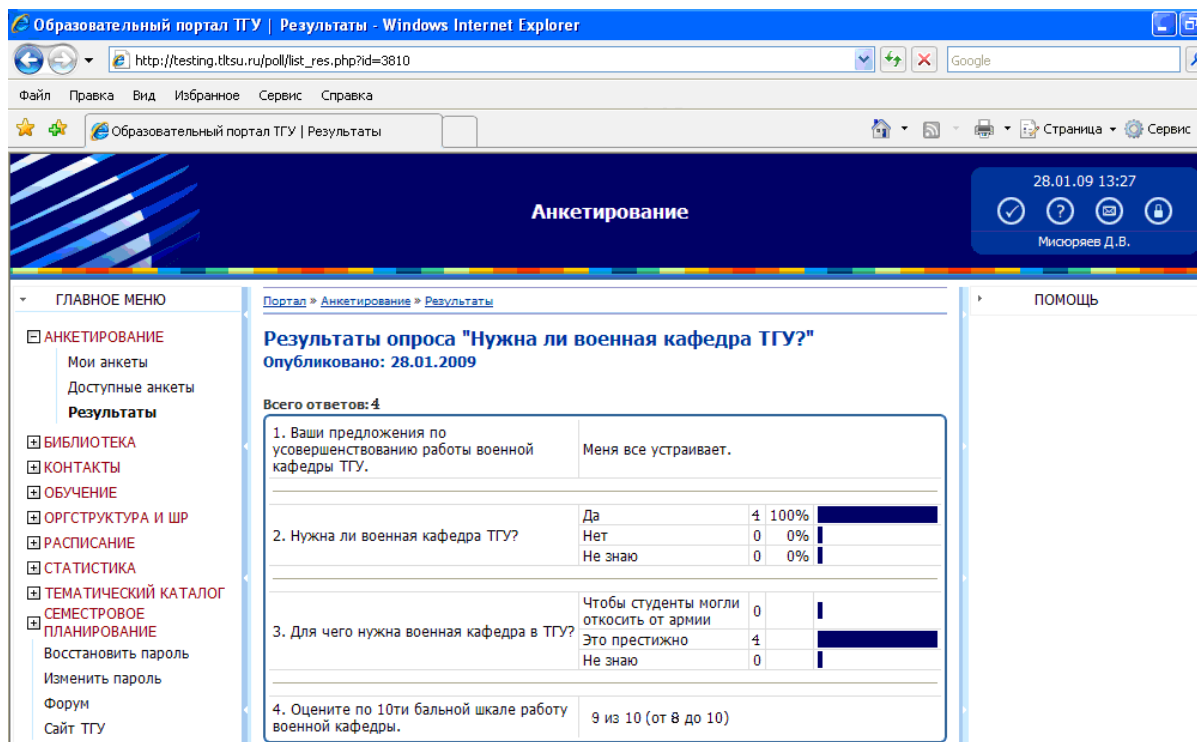 Образовательный портал ТГУ | Результаты - Windows Internet Explorer
http://testing.tltsu.ru/poll/list_res.php?id=3810
Google
Файл Правка Вид Избранное Сервис Справка
Образовательный портал ТГУ | Результаты
Страница Сервис
Анкетирование
28.01.09 13:27
Мисюряев Д.В.
ГЛАВНОЕ МЕНЮ
АНКЕТИРОВАНИЕ
Мои анкеты
Доступные анкеты
Результаты
БИБЛИОТЕКА
КОНТАКТЫ
ОБУЧЕНИЕ
ОРГСТРУКТУРА И ШР
РАСПИСАНИЕ
СТАТИСТИКА
ТЕМАТИЧЕСКИЙ КАТАЛОГ
СЕМЕСТРОВОЕ
ПЛАНИРОВАНИЕ
Восстановить пароль
Изменить пароль
Форум
Сайт ТГУ
Портал » Анкетирование » Результаты
Результаты опроса "Нужна ли военная кафедра ТГУ?"
Опубликовано: 28.01.2009
Всего ответов: 4
1. Ваши предложения по
усовершенствованию работы военной
кафедры ТГУ.
Меня все устраивает.
2. Нужна ли военная кафедра ТГУ?
Да 4 100%
Нет 0 0%
Не знаю 0 0%
3. Для чего нужна военная кафедра в ТГУ?
Чтобы студенты могли
откосить от армии 0
Это престижно 4
Не знаю 0
4. Оцените по 10ти бальной шкале работу
военной кафедры.
9 из 10 (от 8 до 10)
ПОМОЩЬ